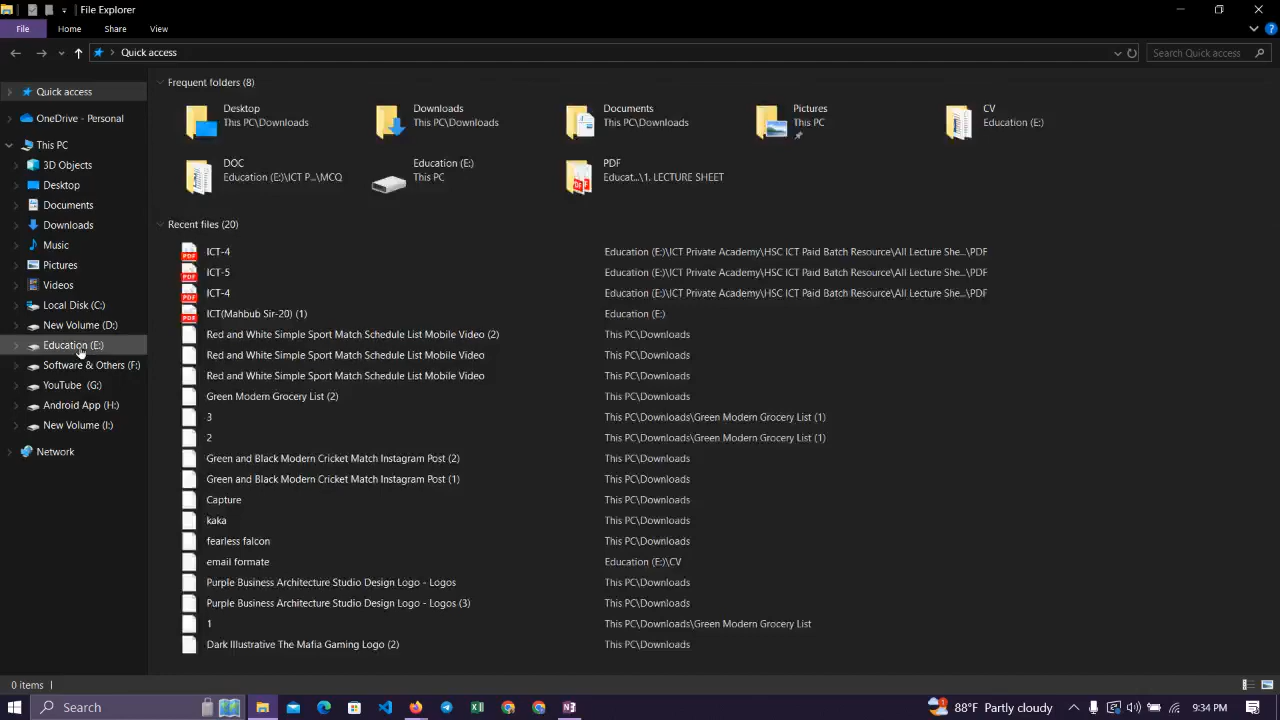 File Explorer
File Home Share View
Quick access Search Quick access
Quick access
OneDrive - Personal
This PC
3D Objects
Desktop
Documents
Downloads
Music
Pictures
Videos
Local Disk (C:)
New Volume (D:)
Education (E:)
Software & Others (F:)
YouTube (G:)
Android App (H:)
New Volume (I:)
Network
Frequent folders (8)
Desktop
This PC\Downloads
Downloads
This PC\Downloads
Documents
This PC\Downloads
Pictures
This PC
CV
Education (E:)
DOC
Education (E:)\ICT P...\MCQ
Education (E:)
This PC
PDF
Educat...\1. LECTURE SHEET
Recent files (20)
ICT-4 Education (E:)\ICT Private Academy\HSC ICT Paid Batch Resource\All Lecture She...\PDF
ICT-5 Education (E:)\ICT Private Academy\HSC ICT Paid Batch Resource\All Lecture She...\PDF
ICT-4 Education (E:)\ICT Private Academy\HSC ICT Paid Batch Resource\All Lecture She...\PDF
ICT(Mahbub Sir-20) (1) Education (E:)
Red and White Simple Sport Match Schedule List Mobile Video (2) This PC\Downloads
Red and White Simple Sport Match Schedule List Mobile Video This PC\Downloads
Red and White Simple Sport Match Schedule List Mobile Video This PC\Downloads
Green Modern Grocery List (2) This PC\Downloads
3 This PC\Downloads\Green Modern Grocery List (1)
2 This PC\Downloads\Green Modern Grocery List (1)
Green and Black Modern Cricket Match Instagram Post (2) This PC\Downloads
Green and Black Modern Cricket Match Instagram Post (1) This PC\Downloads
Capture This PC\Downloads
kaka This PC\Downloads
fearless falcon This PC\Downloads
email formate Education (E:)\CV
Purple Business Architecture Studio Design Logo - Logos This PC\Downloads
Purple Business Architecture Studio Design Logo - Logos (3) This PC\Downloads
1 This PC\Downloads\Green Modern Grocery List
Dark Illustrative The Mafia Gaming Logo (2) This PC\Downloads
0 items
Search 88°F Partly cloudy 9:34 PM